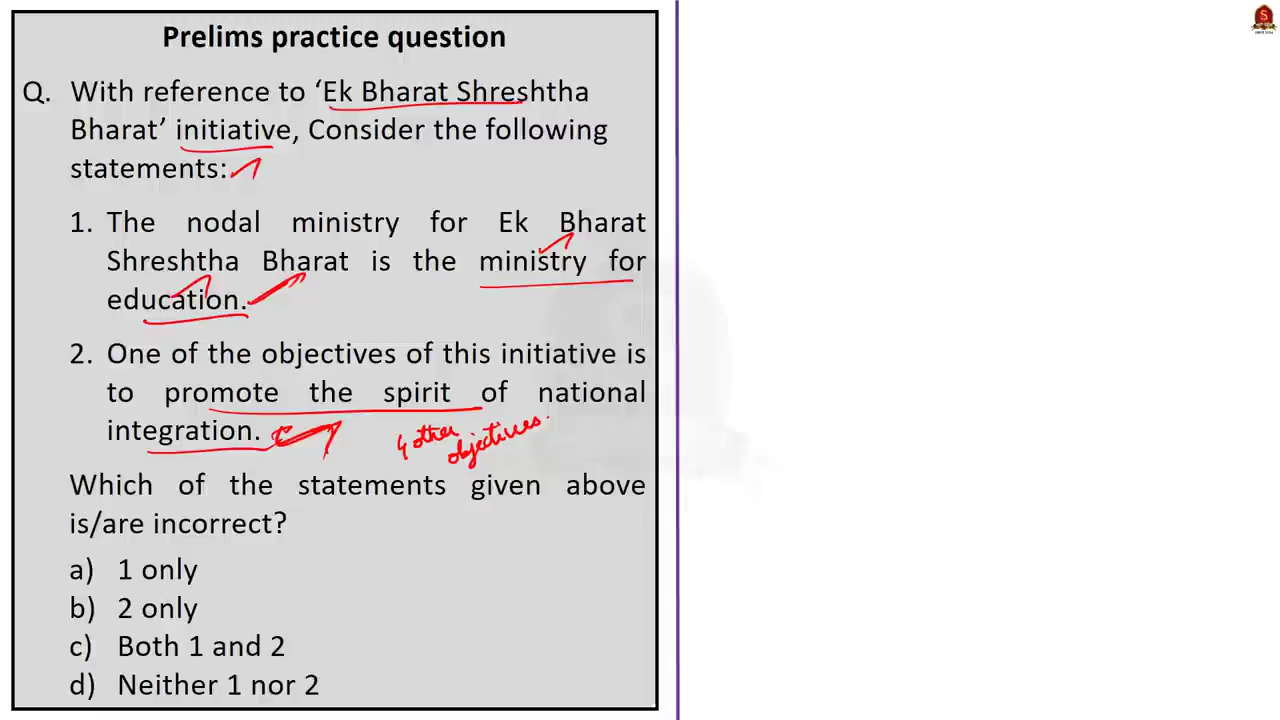 Prelims practice question
Q. With reference to ‘Ek Bharat Shreshtha
Bharat’ initiative, Consider the following
statements:
1. The nodal ministry for Ek Bharat
Shreshtha Bharat is the ministry for
education.
2. One of the objectives of this initiative is
to promote the spirit of national
integration.
4 other
objectives.
Which of the statements given above
is/are incorrect?
a) 1 only
b) 2 only
c) Both 1 and 2
d) Neither 1 nor 2